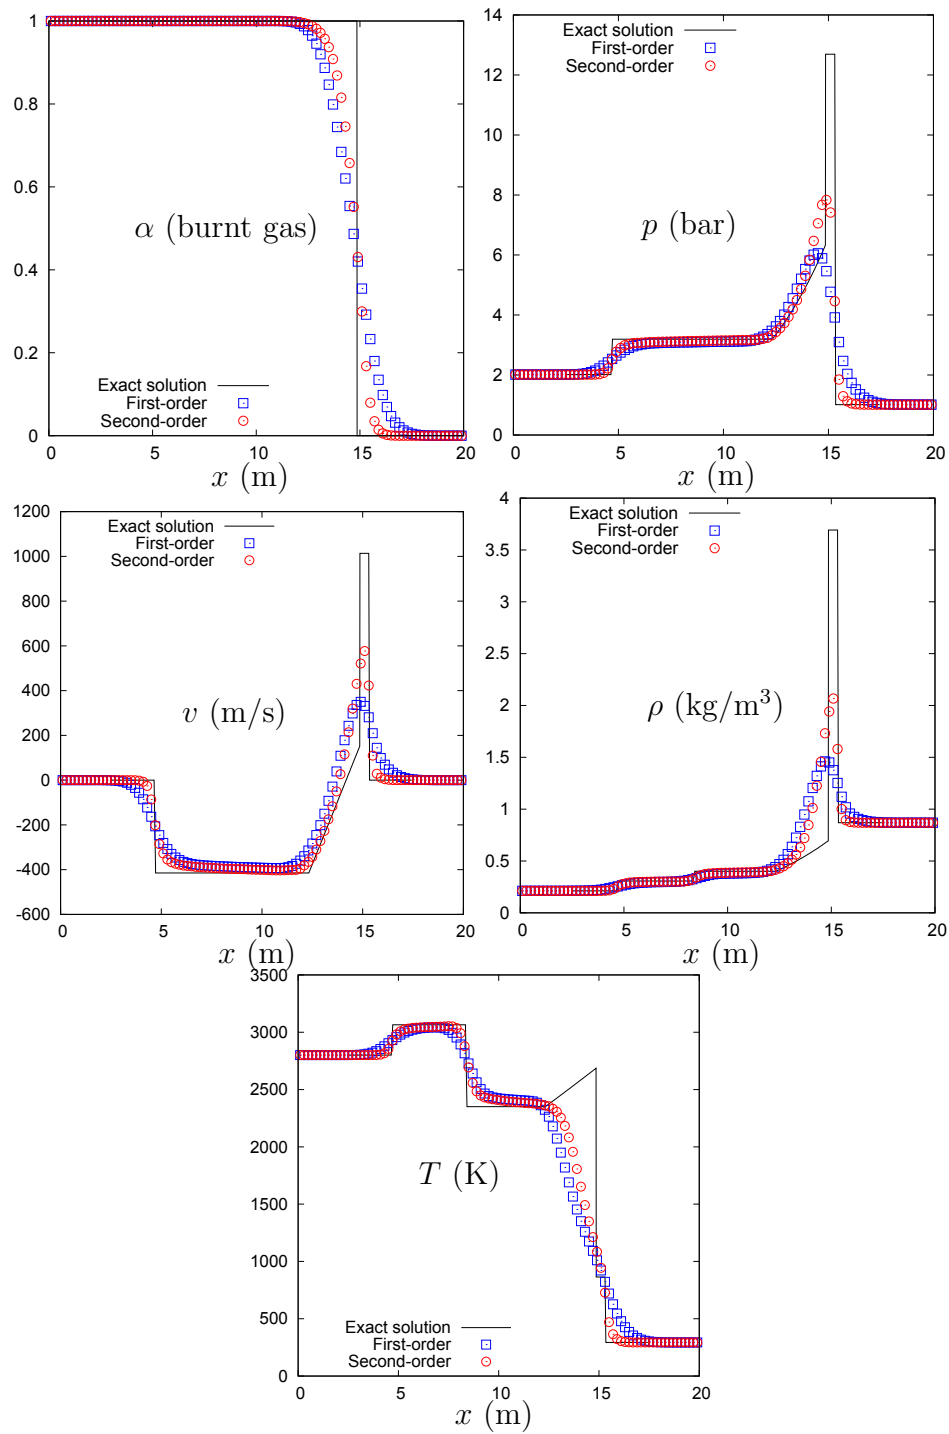 1
0.8
0.6
0.4
0.2
0
α (burnt gas)
Exact solution
First-order
Second-order
0 5 10 15 20
x (m)
14
12
10
8
6
4
2
0
Exact solution
First-order
Second-order
p (bar)
0 5 10 15 20
x (m)
1200
1000
800
600
400
200
0
-200
-400
-600
Exact solution
First-order
Second-order
v (m/s)
0 5 10 15 20
x (m)
4
3.5
3
2.5
2
1.5
1
0.5
0
Exact solution
First-order
Second-order
ρ (kg/m³)
0 5 10 15 20
x (m)
3500
3000
2500
2000
1500
1000
500
0
T (K)
Exact solution
First-order
Second-order
0 5 10 15 20
x (m)